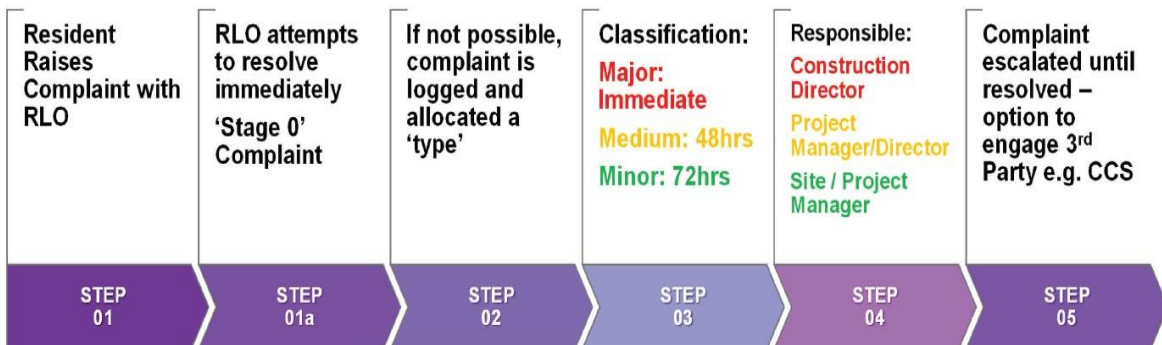 Resident
Raises
Complaint with
RLO
STEP
01
RLO attempts
to resolve
immediately
‘Stage 0’
Complaint
STEP
01a
If not possible,
complaint is
logged and
allocated a
‘type’
STEP
02
Classification:
Major:
Immediate
Medium: 48hrs
Minor: 72hrs
STEP
03
Responsible:
Construction
Director
Project
Manager/Director
Site / Project
Manager
STEP
04
Complaint
escalated until
resolved –
option to
engage 3rd
Party e.g. CCS
STEP
05